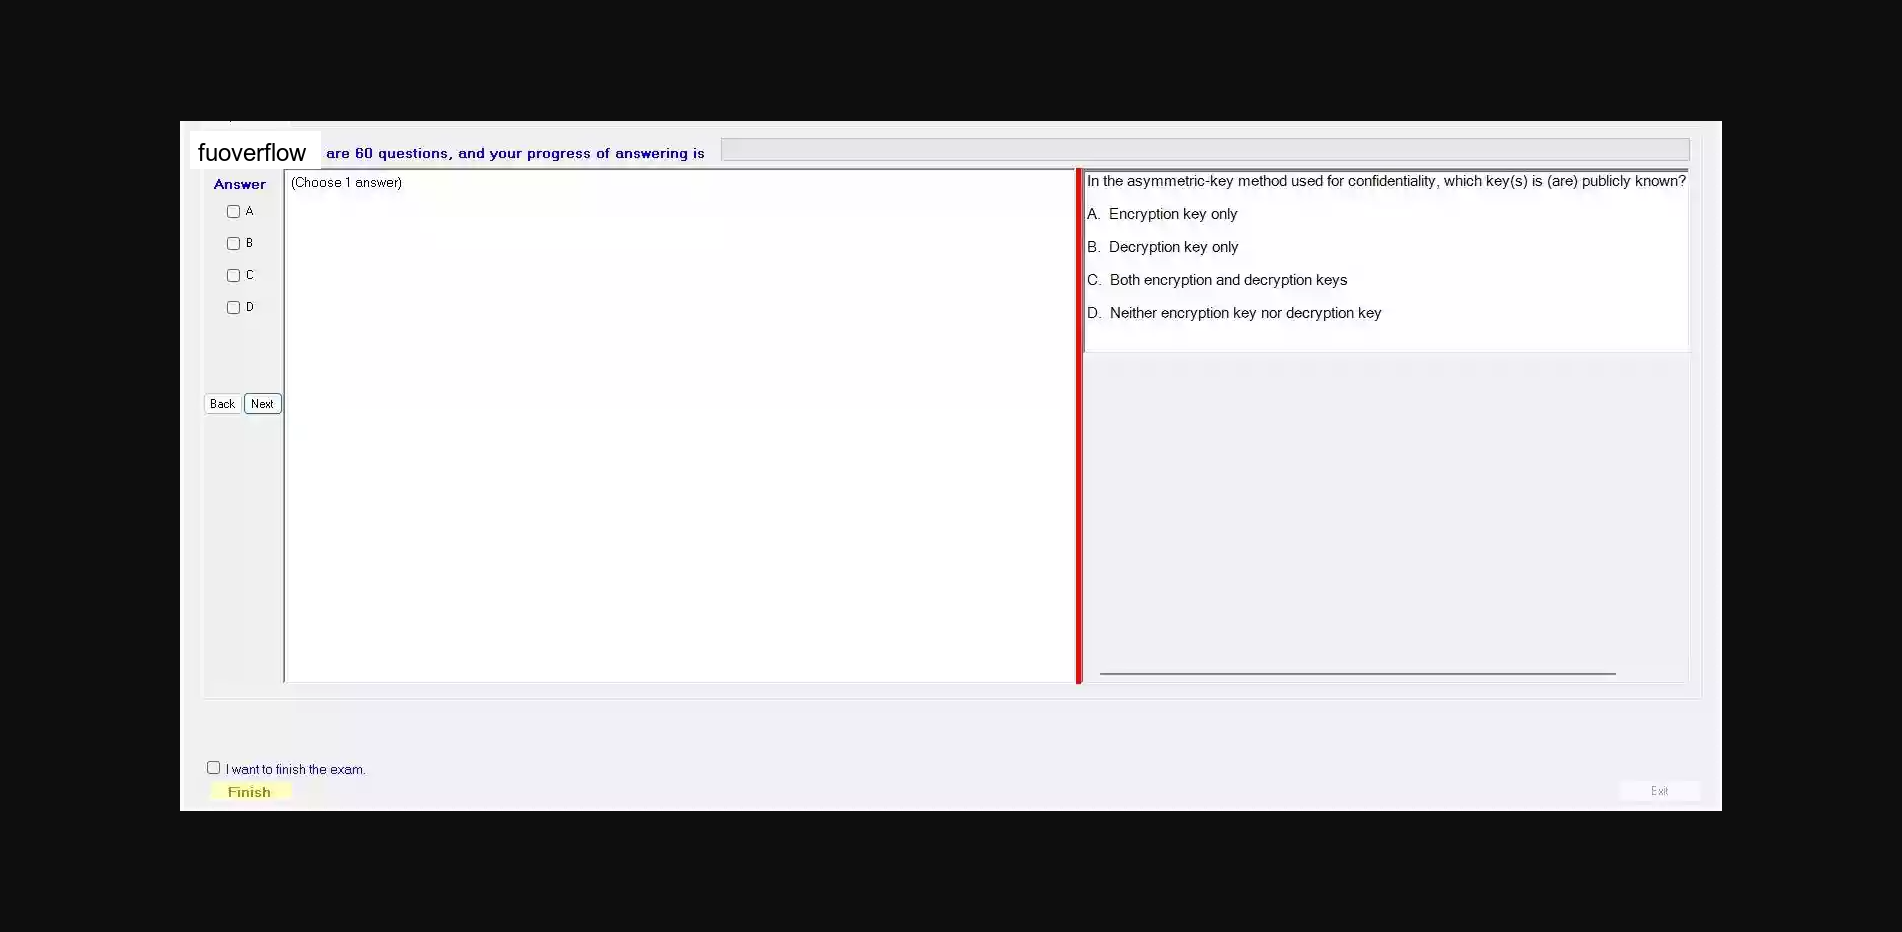 fuoverflow are 60 questions, and your progress of answering is
Answer
(Choose 1 answer)
A
B
C
D
Back Next
In the asymmetric-key method used for confidentiality, which key(s) is (are) publicly known?
A. Encryption key only
B. Decryption key only
C. Both encryption and decryption keys
D. Neither encryption key nor decryption key
I want to finish the exam.
Finish
Exit